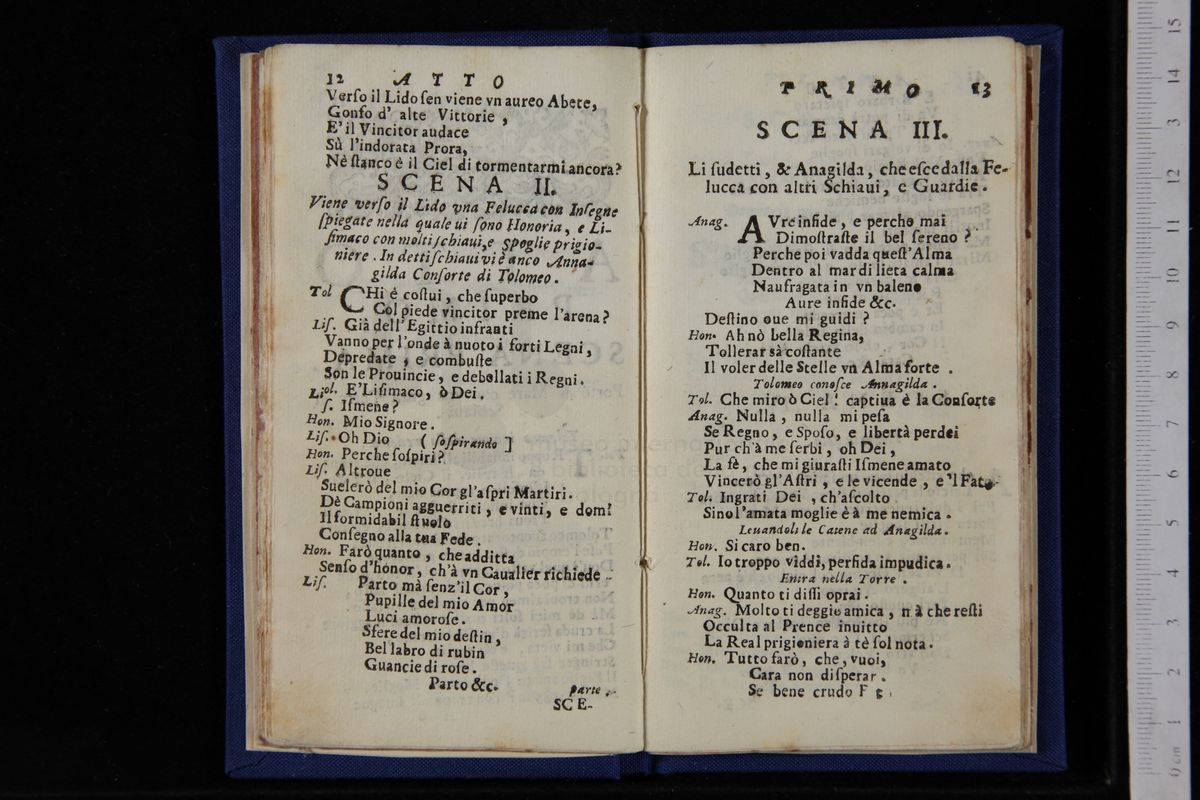 12 ATTO
Verſo il Lido ſen viene vn aureo Abete,
Gonfo d' alte Vittorie ,
E' il Vincitor audace
Sù l'indorata Prora,
Nè ſtanco è il Ciel di tormentarmi ancora?
SCENA II.
Viene verſo il Lido vna Felucca con Inſegne
ſpiegate nella quale ui ſono Honoria, e Li-
ſimaco con molti ſchiaui, e ſpoglie prigio-
niere . In detti ſchiaui vi è anco Anna-
gilda Conſorte di Tolomeo .
Tol CHi è coſtui , che ſuperbo
Col piede vincitor preme l'arena?
Liſ. Già dell' Egittio infranti
Vanno per l'onde à nuoto i forti Legni ,
Depredate , e combuſte
Son le Prouincie, e debellati i Regni .
Liol. E' Liſimaco, ò Dei .
ſ. Iſmene?
Hon. Mio Signore .
Liſ. Oh Dio ( ſoſpirando ]
Hon. Perche ſoſpiri?
Liſ. Altroue
Suelerò del mio Cor gl'aſpri Martiri .
Dè Campioni agguerriti , e vinti, e domi
Il formidabil ſtuolo
Conſegno alla tua Fede .
Hon. Farò quanto , che additta
Senſo d'honor, ch'à vn Caualier richiede .
Liſ. Parto mà ſenz'il Cor ,
Pupille del mio Amor
Luci amoroſe .
Sfere del mio deſtin ,
Bel labro di rubin
Guancie di roſe .
Parto &c. parte .
SCE-
PRIMO 13
SCENA III.
Li ſudetti , & Anagilda , che eſce dalla Fe-
lucca con altri Schiaui, e Guardie .
Anag. AVre infide , e perche mai
Dimoſtraſte il bel ſereno ?
Perche poi vadda queſt'Alma
Dentro al mar di lieta calma
Naufragata in vn baleno
Aure infide &c.
Deſtino oue mi guidi ?
Hon. Ah nò bella Regina,
Tollerar sà coſtante
Il voler delle Stelle vn Alma forte .
Tolomeo conoſce Annagilda .
Tol. Che miro ò Ciel ! captiua è la Conſorte
Anag. Nulla , nulla mi peſa
Se Regno , e Spoſo, e libertà perdei
Pur ch'à me ſerbi , oh Dei ,
La fè , che mi giuraſti Iſmene amato
Vincerò gl'Aſtri , e le vicende , e 'l Fato
Tol. Ingrati Dei , ch'aſcolto
Sino l'amata moglie è à me nemica .
Leuandoli le Catene ad Anagilda .
Hon. Si caro ben .
Tol. Io troppo viddi, perfida impudica .
Entra nella Torre .
Hon. Quanto ti diſſi oprai .
Anag. Molto ti deggio amica , n à che reſti
Occulta al Prence inuitto
La Real prigioniera à tè ſol nota .
Hon. Tutto farò , che , vuoi,
Cara non diſperar .
Se bene crudo